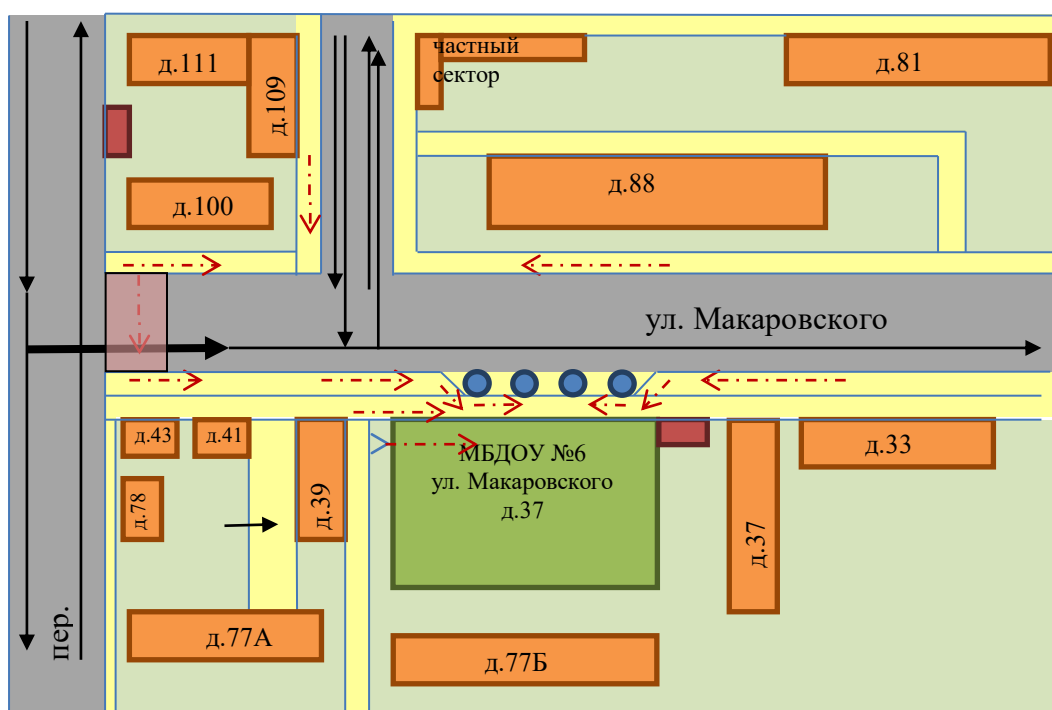 частный
сектор
д.111
д.109
д.81
д.100
д.88
ул. Макаровского
д.43
д.41
д.39
МБДОУ №6
ул. Макаровского
д.37
д.33
д.78
д.37
пер.
д.77А
д.77Б